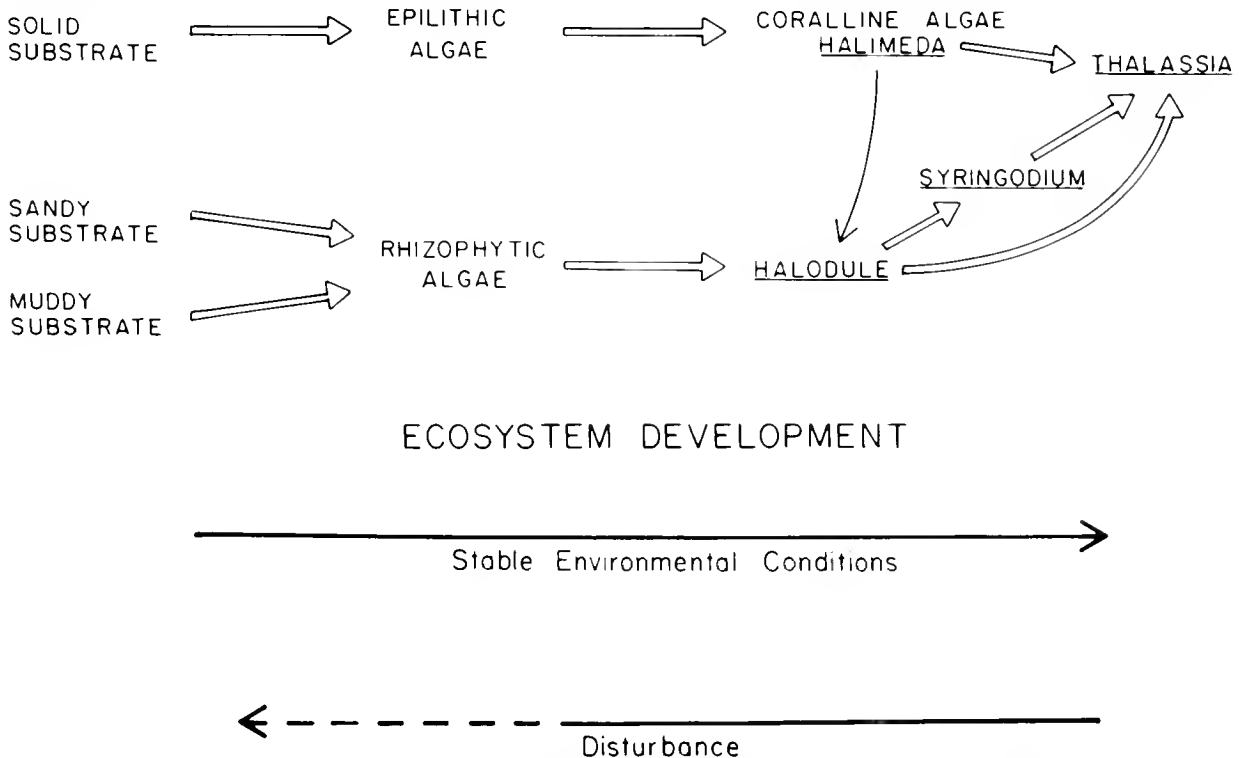 SOLID
SUBSTRATE
EPILITHIC
ALGAE
CORALLINE ALGAE
HALIMEDA
THALASSIA
SYRINGODIUM
SANDY
SUBSTRATE
RHIZOPHYTIC
ALGAE
HALODULE
MUDDY
SUBSTRATE
ECOSYSTEM DEVELOPMENT
Stable Environmental Conditions
Disturbance